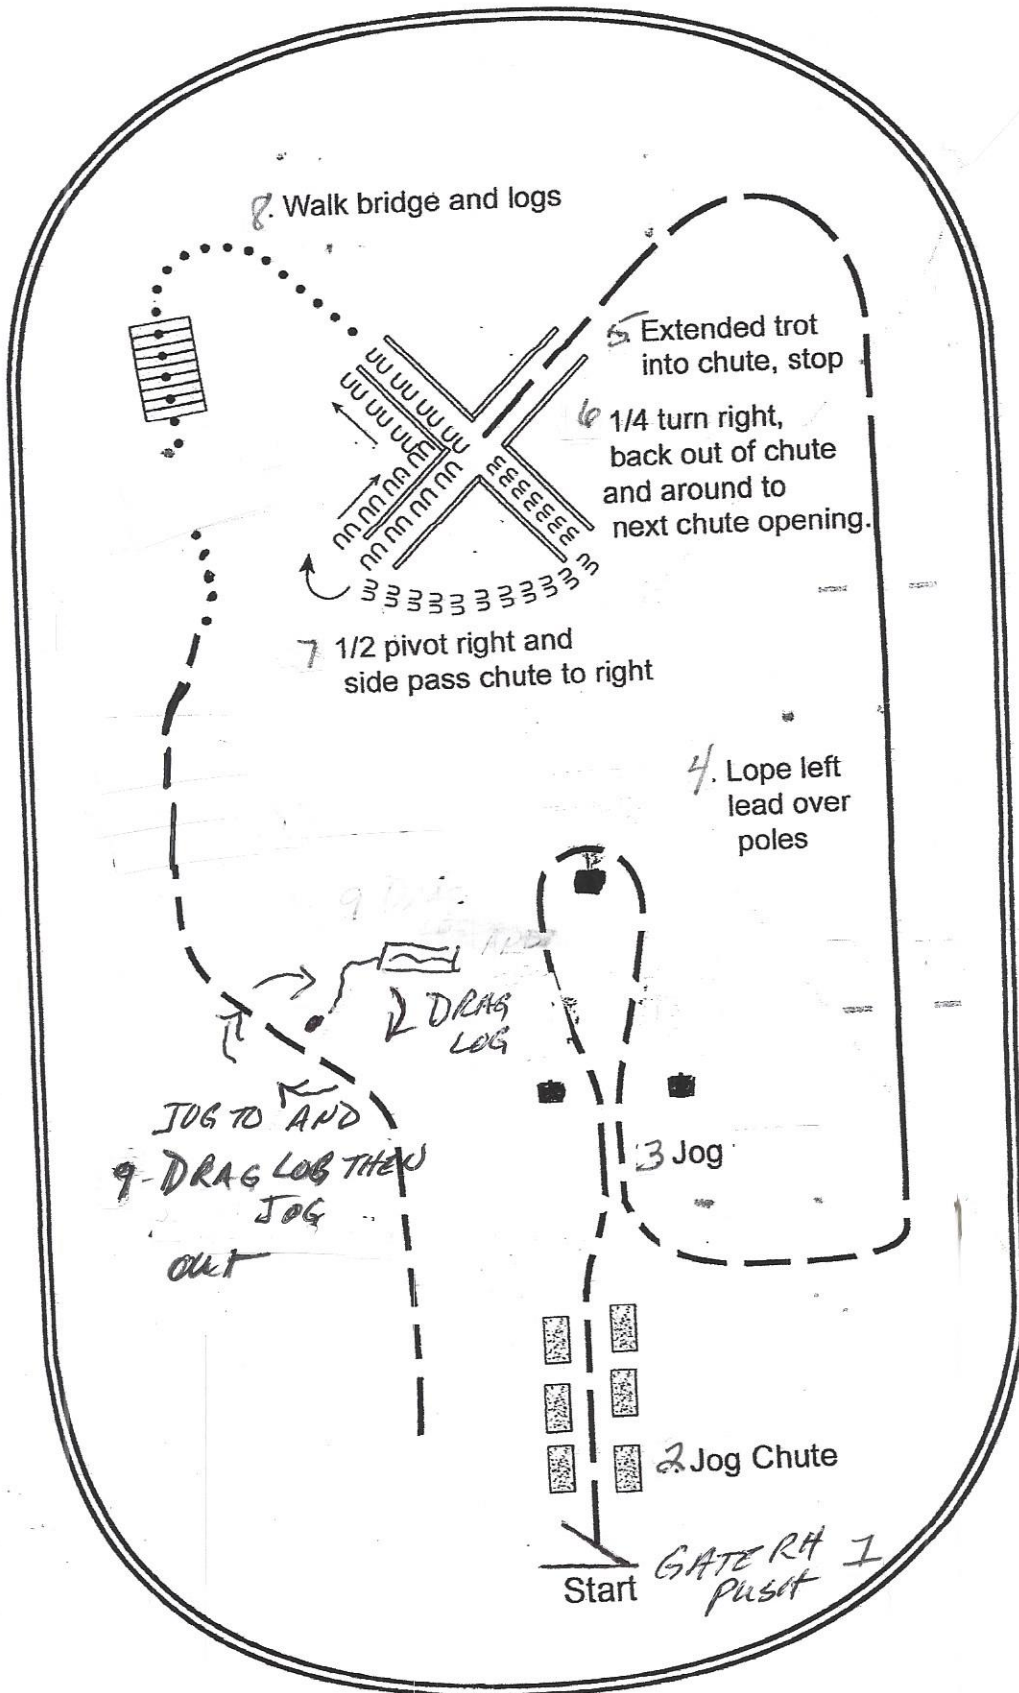 8. Walk bridge and logs
5 Extended trot
into chute, stop
6 1/4 turn right,
back out of chute
and around to
next chute opening.
7 1/2 pivot right and
side pass chute to right
4. Lope left
lead over
poles
DRAG
LOG
JOG TO AND
9-DRAG LOG THEN
JOG
out
3 Jog
2 Jog Chute
GATE RH 1
PUSH
Start